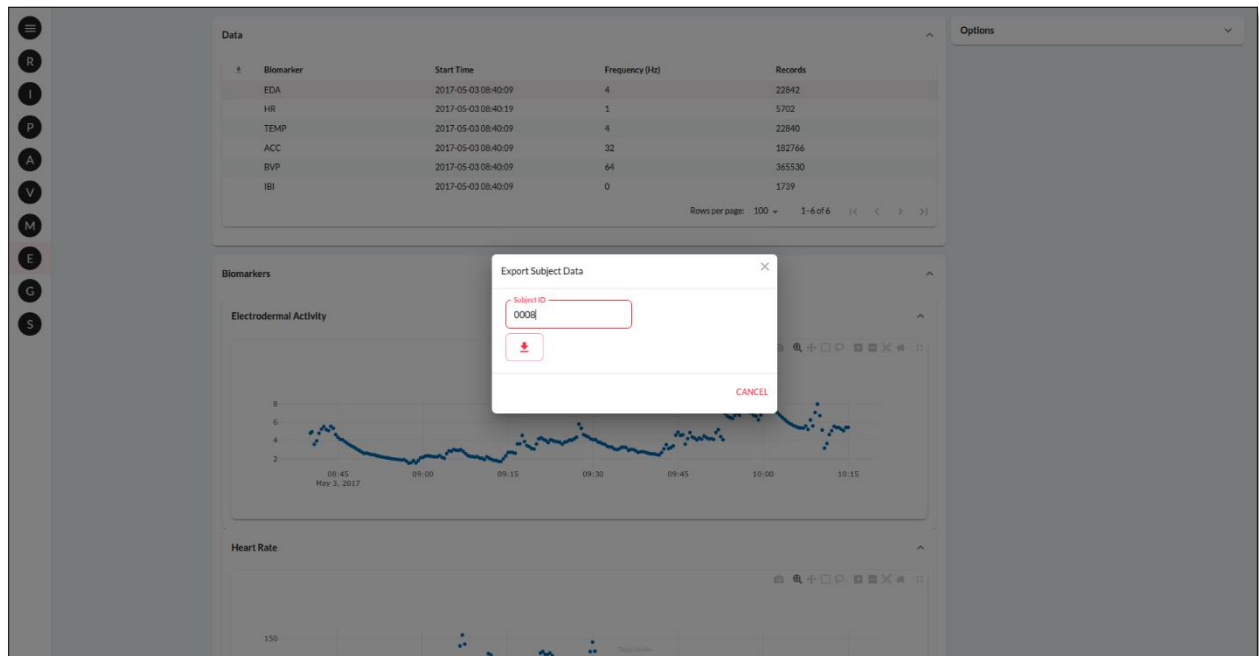 R
I
P
A
V
M
E
G
S
Data
Biomarker Start Time Frequency (Hz) Records
EDA 2017-05-03 08:40:09 4 22842
HR 2017-05-03 08:40:19 1 5702
TEMP 2017-05-03 08:40:09 4 22840
ACC 2017-05-03 08:40:09 32 182766
BVP 2017-05-03 08:40:09 64 365530
IBI 2017-05-03 08:40:09 0 1739
Rows per page: 100 1-6 of 6
Options
Export Subject Data
Subject ID
0008
CANCEL
Biomarkers
Electrodermal Activity
8
6
4
2
08:45 09:00 09:15 09:30 09:45 10:00 10:15
May 3, 2017
Heart Rate
150